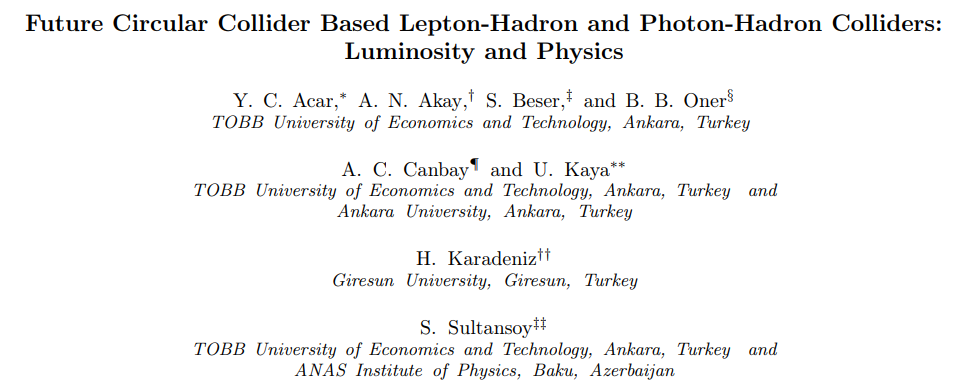 Future Circular Collider Based Lepton-Hadron and Photon-Hadron Colliders:
Luminosity and Physics
Y. C. Acar,* A. N. Akay,† S. Beser,‡ and B. B. Oner§
TOBB University of Economics and Technology, Ankara, Turkey
A. C. Canbay¶ and U. Kaya**
TOBB University of Economics and Technology, Ankara, Turkey and
Ankara University, Ankara, Turkey
H. Karadeniz††
Giresun University, Giresun, Turkey
S. Sultansoy‡‡
TOBB University of Economics and Technology, Ankara, Turkey and
ANAS Institute of Physics, Baku, Azerbaijan